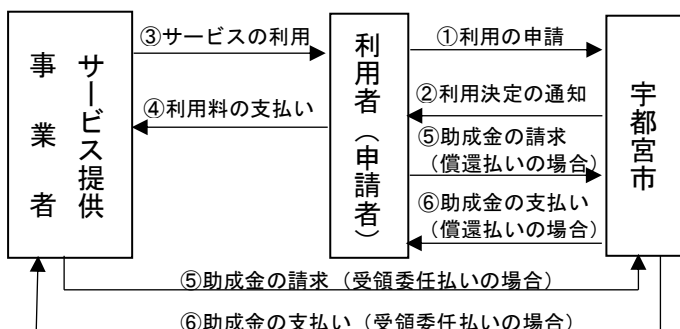 サービス提供
事業者
③サービスの利用
④利用料の支払い
利用者（申請者）
①利用の申請
②利用決定の通知
⑤助成金の請求
（償還払いの場合）
⑥助成金の支払い
（償還払いの場合）
宇都宮市
⑤助成金の請求（受領委任払いの場合）
⑥助成金の支払い（受領委任払いの場合）